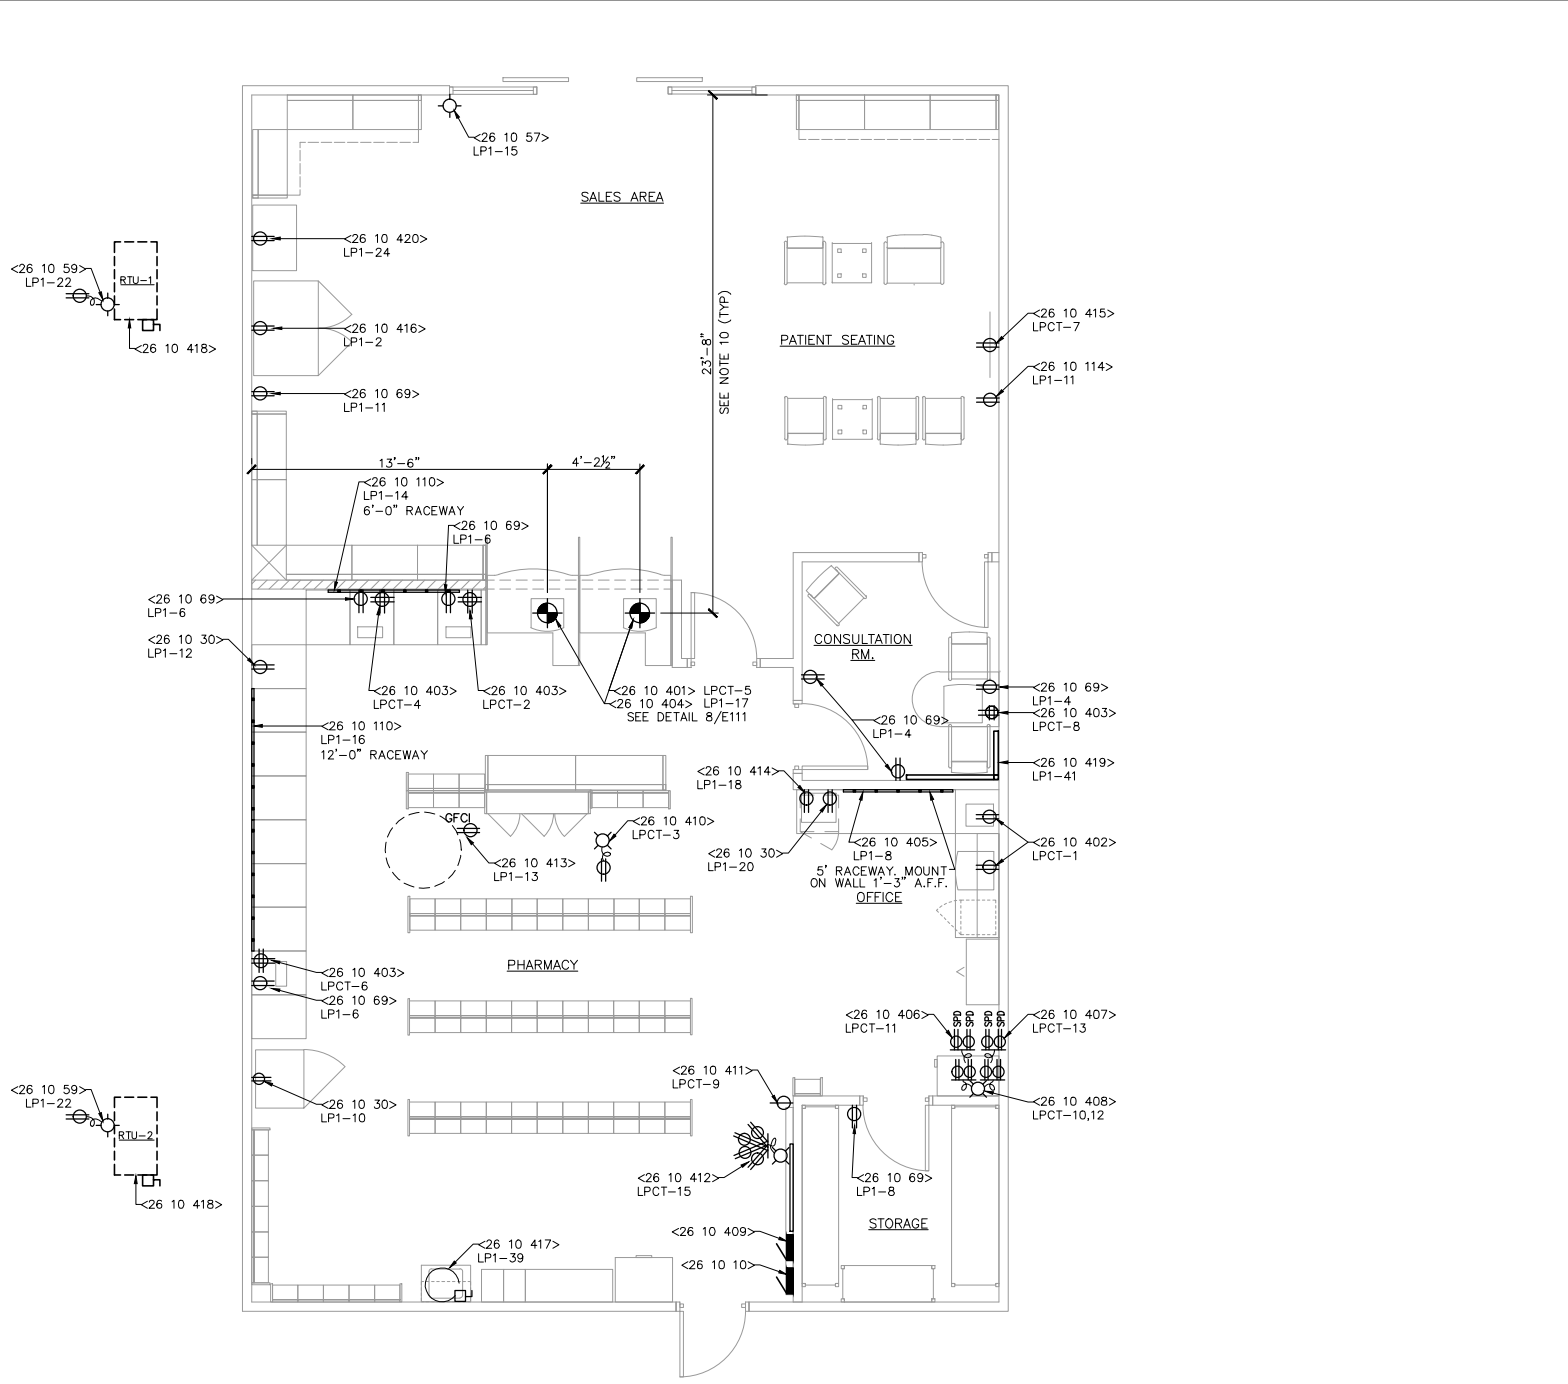 <26 10 57>
LP1-15
SALES AREA
<26 10 420>
LP1-24
<26 10 59>
LP1-22
RTU-1
<26 10 418>
<26 10 416>
LP1-2
<26 10 69>
LP1-11
23'-8"
SEE NOTE 10 (TYP)
PATIENT SEATING
<26 10 415>
LPCT-7
<26 10 114>
LP1-11
13'-6"
4'-2½"
<26 10 110>
LP1-14
6'-0" RACEWAY
<26 10 69>
LP1-6
<26 10 69>
LP1-6
<26 10 30>
LP1-12
<26 10 403>
LPCT-4
<26 10 403>
LPCT-2
<26 10 401> LPCT-5
<26 10 404> LP1-17
SEE DETAIL 8/E111
CONSULTATION
RM.
<26 10 69>
LP1-4
<26 10 69>
LP1-4
<26 10 403>
LPCT-8
<26 10 419>
LP1-41
<26 10 110>
LP1-16
12'-0" RACEWAY
<26 10 414>
LP1-18
GFCI
<26 10 413>
LP1-13
<26 10 410>
LPCT-3
<26 10 30>
LP1-20
<26 10 405>
LP1-8
5' RACEWAY. MOUNT
ON WALL 1'-3" A.F.F.
OFFICE
<26 10 402>
LPCT-1
PHARMACY
<26 10 403>
LPCT-6
<26 10 69>
LP1-6
<26 10 406>
LPCT-11
SPD
SPD
SPD
SPD
<26 10 407>
LPCT-13
<26 10 59>
LP1-22
RTU-2
<26 10 418>
<26 10 30>
LP1-10
<26 10 411>
LPCT-9
<26 10 408>
LPCT-10,12
<26 10 412>
LPCT-15
<26 10 69>
LP1-8
STORAGE
<26 10 409>
<26 10 10>
<26 10 417>
LP1-39